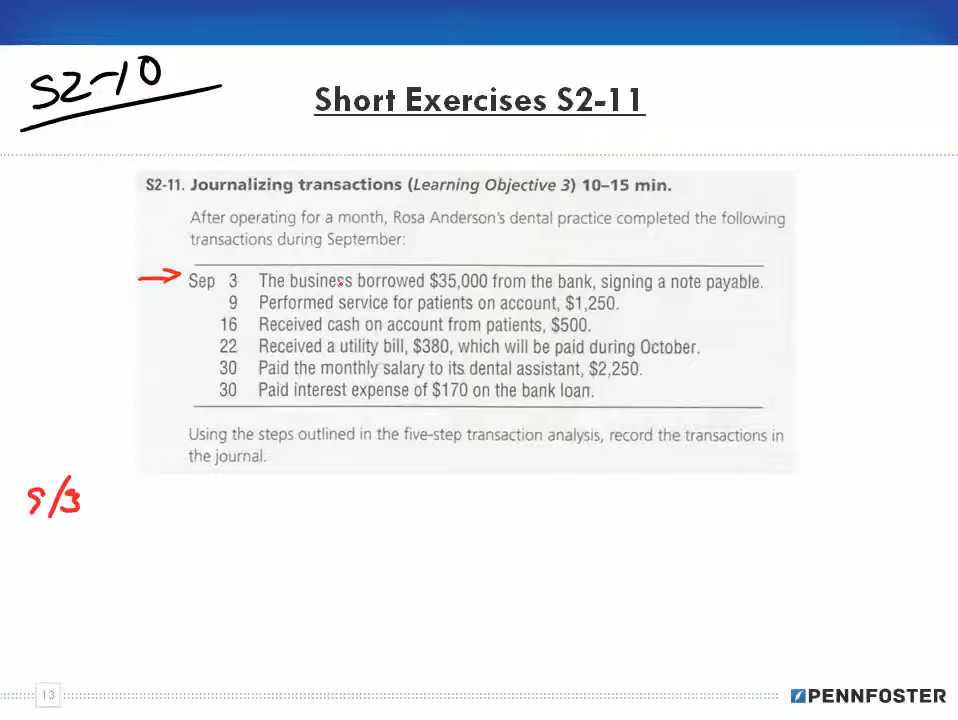 S2-10
Short Exercises S2-11
S2-11. Journalizing transactions (Learning Objective 3) 10–15 min.
After operating for a month, Rosa Anderson's dental practice completed the following
transactions during September:
Sep 3 The business borrowed $35,000 from the bank, signing a note payable.
9 Performed service for patients on account, $1,250.
16 Received cash on account from patients, $500.
22 Received a utility bill, $380, which will be paid during October.
30 Paid the monthly salary to its dental assistant, $2,250.
30 Paid interest expense of $170 on the bank loan.
Using the steps outlined in the five-step transaction analysis, record the transactions in
the journal.
9/3
13
PENNFOSTER